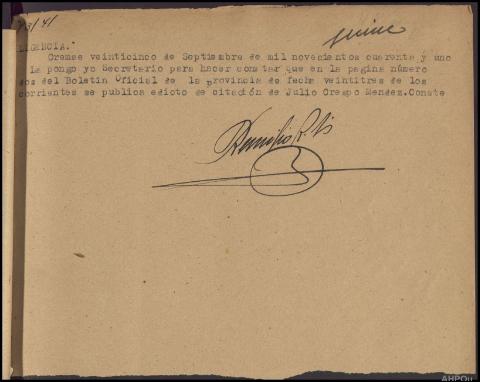 73/41
LIGENCIA.
Orense veinticinco de Septiembre de mil novecientos cuarenta y uno
La pongo yo Secretario para hacer constar que en la pagina número
dos del Boletin Oficial de la provincia de fecha veintitres de los
corrientes se publica edicto de citación de Julio Crespo Mendez.Conste
AHPOu